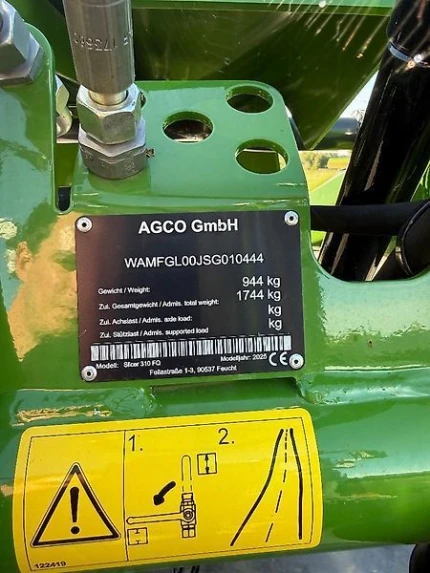 AGCO GmbH
WAMFGL00JSG010444
Gewicht / Weight: 944 kg
Zul. Gesamtgewicht / Admis. total weight: 1744 kg
Zul. Achslast / Admis. axle load: kg
Zul. Stützlast / Admis. supported load kg
Modell: Slicer 310 FQ Modelljahr: 2025 CE
Fellastraße 1-3, 90537 Feucht
1. 2.
122419